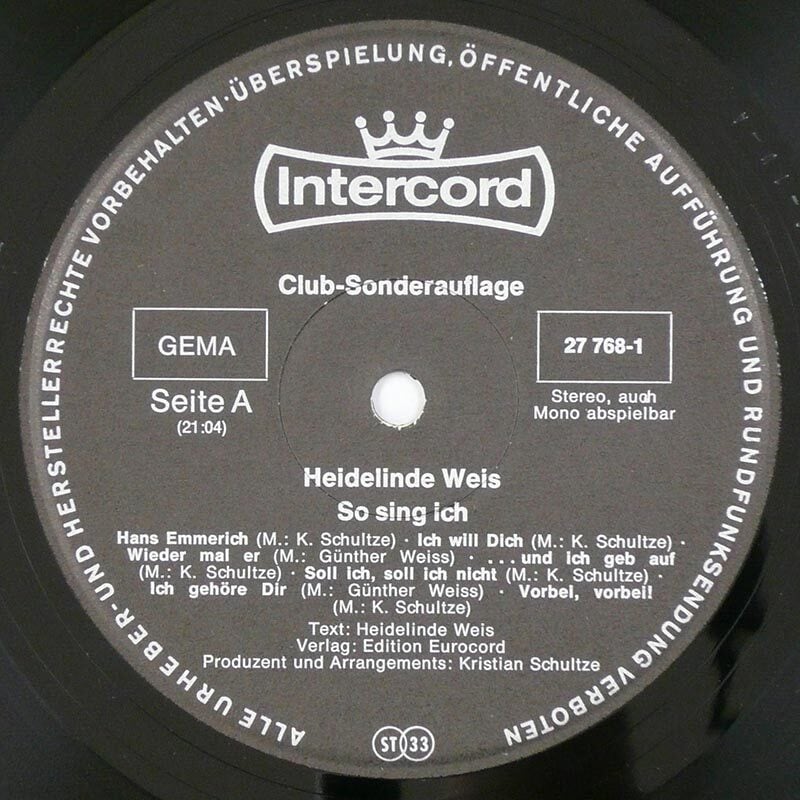 ALLE URHEBER- UND HERSTELLERRECHTE VORBEHALTEN·ÜBERSPIELUNG, ÖFFENTLICHE AUFFÜHRUNG UND RUNDFUNKSENDUNG VERBOTEN
Intercord
Club-Sonderauflage
GEMA
27 768-1
Seite A
(21:04)
Stereo, auch
Mono abspielbar
Heidelinde Weis
So sing ich
Hans Emmerich (M.: K. Schultze) · Ich will Dich (M.: K. Schultze) ·
Wieder mal er (M.: Günther Weiss) · ...und ich geb auf
(M.: K. Schultze) · Soll ich, soll ich nicht (M.: K. Schultze) ·
Ich gehöre Dir (M.: Günther Weiss) · Vorbei, vorbei!
(M.: K. Schultze)
Text: Heidelinde Weis
Verlag: Edition Eurocord
Produzent und Arrangements: Kristian Schultze
ST 33